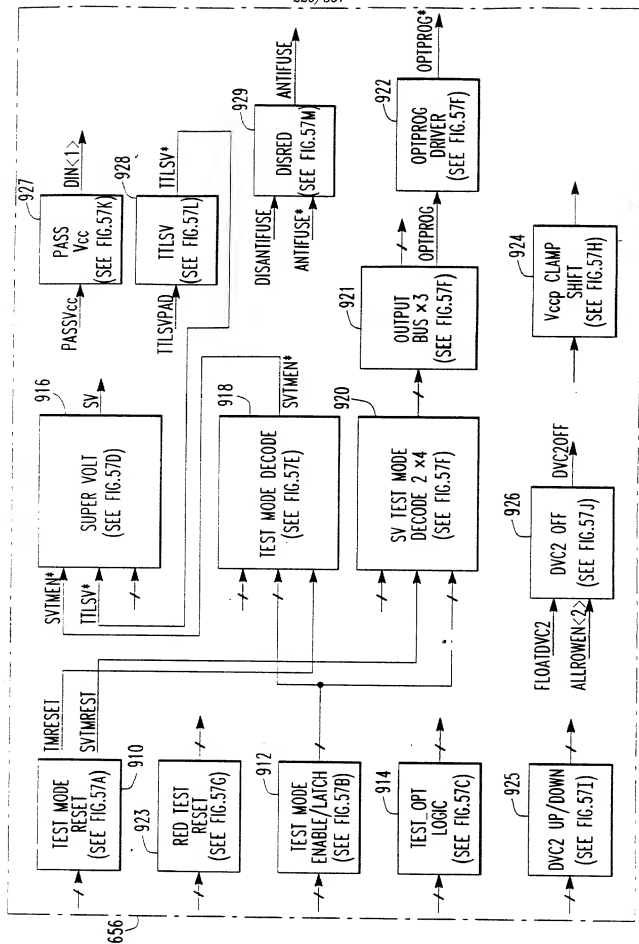 TEST MODE
RESET
(SEE FIG.57A)
910
TMRESET
SVTMREST
RED TEST
RESET
(SEE FIG.57G)
923
TEST MODE
ENABLE/LATCH
(SEE FIG.57B)
912
TEST_OPT
LOGIC
(SEE FIG.57C)
914
DVC2 UP/DOWN
(SEE FIG.57I)
925
656
SVTMEN*
TTLSV*
SUPER VOLT
(SEE FIG.57D)
916
SV
TEST MODE DECODE
(SEE FIG.57E)
918
SVTMEN*
SV TEST MODE
DECODE 2 ×4
(SEE FIG.57F)
920
FLOATDVC2
ALLROWEN<2>
DVC2 OFF
(SEE FIG.57J)
926
DVC2OFF
PASSVcc
PASS
Vcc
(SEE FIG.57K)
927
DIN<1>
TTLSVPAD
TTLSV
(SEE FIG.57L)
928
TTLSV*
DISANTIFUSE
ANTIFUSE*
DISRED
(SEE FIG.57M)
929
ANTIFUSE
OUTPUT
BUS ×3
(SEE FIG.57F)
921
OPTPROG
OPTPROG
DRIVER
(SEE FIG.57F)
922
OPTPROG*
Vccp CLAMP
SHIFT
(SEE FIG.57H)
924